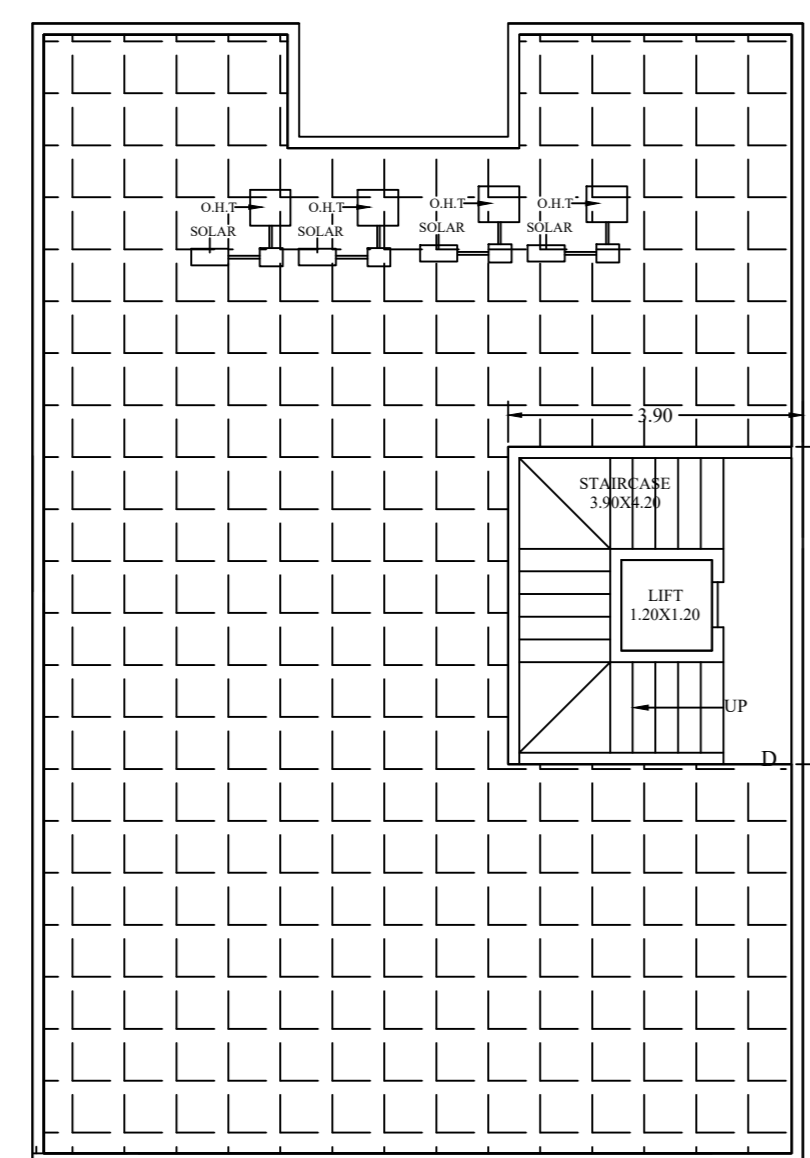 O.H.T
O.H.T
O.H.T
O.H.T
SOLAR
SOLAR
SOLAR
SOLAR
3.90
STAIRCASE
3.90X4.20
LIFT
1.20X1.20
UP
D